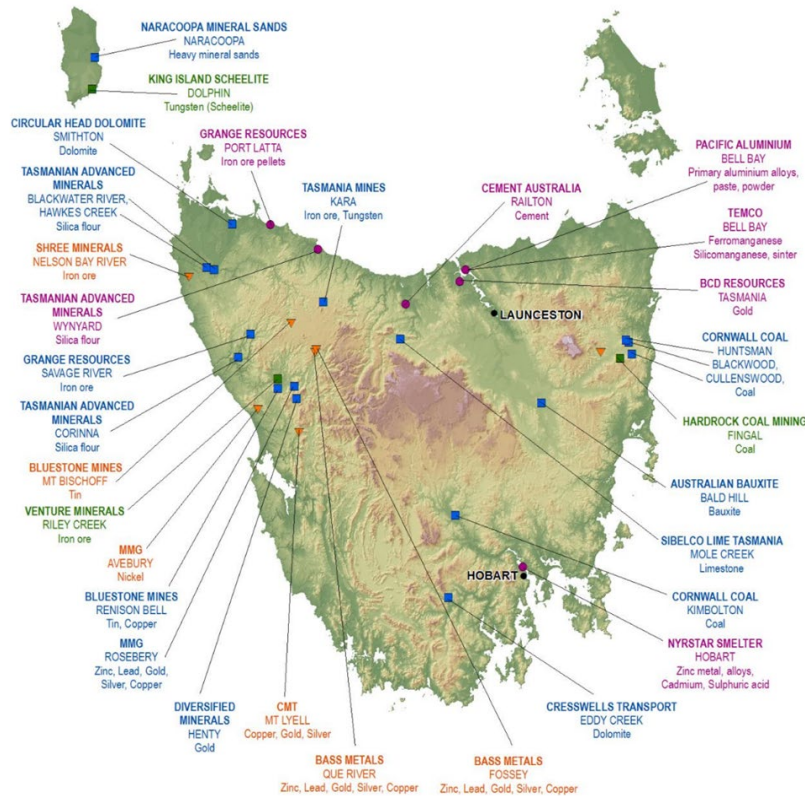 NARACOOPA MINERAL SANDS
NARACOOPA
Heavy mineral sands
KING ISLAND SCHEELITE
DOLPHIN
Tungsten (Scheelite)
CIRCULAR HEAD DOLOMITE
SMITHTON
Dolomite
GRANGE RESOURCES
PORT LATTA
Iron ore pellets
TASMANIAN ADVANCED
MINERALS
BLACKWATER RIVER,
HAWKES CREEK
Silica flour
TASMANIA MINES
KARA
Iron ore, Tungsten
CEMENT AUSTRALIA
RAILTON
Cement
PACIFIC ALUMINIUM
BELL BAY
Primary aluminium alloys,
paste, powder
TEMCO
BELL BAY
Ferromanganese
Silicomanganese, sinter
SHREE MINERALS
NELSON BAY RIVER
Iron ore
BCD RESOURCES
TASMANIA
Gold
TASMANIAN ADVANCED
MINERALS
WYNYARD
Silica flour
LAUNCESTON
CORNWALL COAL
HUNTSMAN
BLACKWOOD,
CULLENSWOOD,
Coal
GRANGE RESOURCES
SAVAGE RIVER
Iron ore
TASMANIAN ADVANCED
MINERALS
CORINNA
Silica flour
HARDROCK COAL MINING
FINGAL
Coal
BLUESTONE MINES
MT BISCHOFF
Tin
AUSTRALIAN BAUXITE
BALD HILL
Bauxite
VENTURE MINERALS
RILEY CREEK
Iron ore
SIBELCO LIME TASMANIA
MOLE CREEK
Limestone
MMG
AVEBURY
Nickel
HOBART
BLUESTONE MINES
RENISON BELL
Tin, Copper
CORNWALL COAL
KIMBOLTON
Coal
MMG
ROSEBERY
Zinc, Lead, Gold,
Silver, Copper
NYRSTAR SMELTER
HOBART
Zinc metal, alloys,
Cadmium, Sulphuric acid
DIVERSIFIED
MINERALS
HENTY
Gold
CMT
MT LYELL
Copper, Gold, Silver
CRESSWELLS TRANSPORT
EDDY CREEK
Dolomite
BASS METALS
QUE RIVER
Zinc, Lead, Gold, Silver, Copper
BASS METALS
FOSSEY
Zinc, Lead, Gold, Silver, Copper